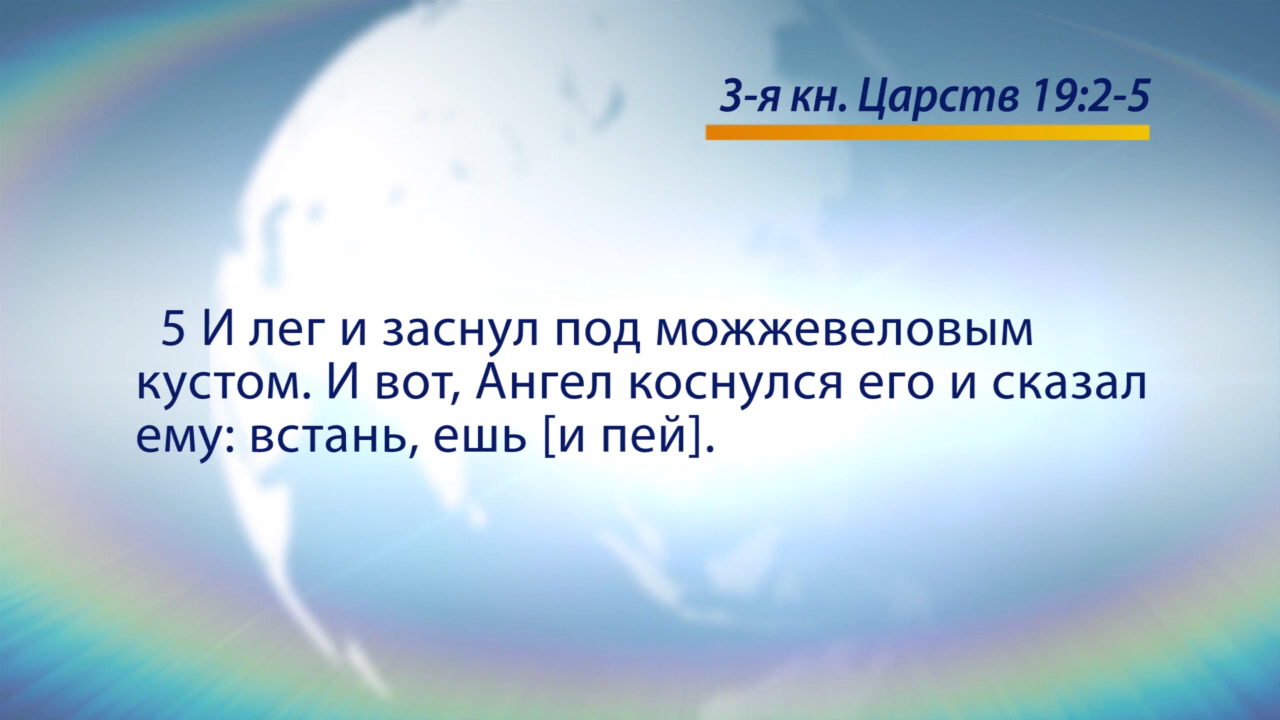 3-я кн. Царств 19:2-5
5 И лег и заснул под можжевеловым
кустом. И вот, Ангел коснулся его и сказал
ему: встань, ешь [и пей].